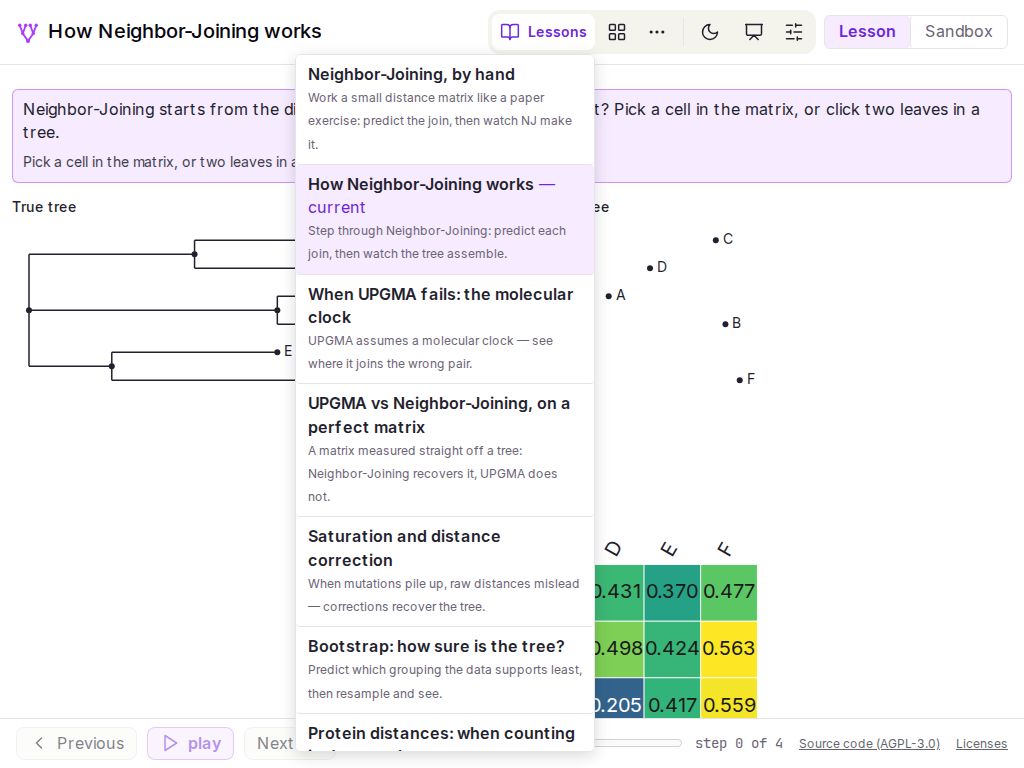 How Neighbor-Joining works
Lessons
Lesson
Sandbox
Neighbor-Joining starts from the di
t? Pick a cell in the matrix, or click two leaves in a
tree.
Pick a cell in the matrix, or two leaves in a
Neighbor-Joining, by hand
Work a small distance matrix like a paper
exercise: predict the join, then watch NJ make
it.
How Neighbor-Joining works —
current
Step through Neighbor-Joining: predict each
join, then watch the tree assemble.
When UPGMA fails: the molecular
clock
UPGMA assumes a molecular clock — see
where it joins the wrong pair.
UPGMA vs Neighbor-Joining, on a
perfect matrix
A matrix measured straight off a tree:
Neighbor-Joining recovers it, UPGMA does
not.
Saturation and distance
correction
When mutations pile up, raw distances mislead
— corrections recover the tree.
Bootstrap: how sure is the tree?
Predict which grouping the data supports least,
then resample and see.
Protein distances: when counting
True tree
ee
E
C
D
A
B
F
D E F
0.431 0.370 0.477
0.498 0.424 0.563
0.205 0.417 0.559
Previous
play
Next
step 0 of 4
Source code (AGPL-3.0)
Licenses